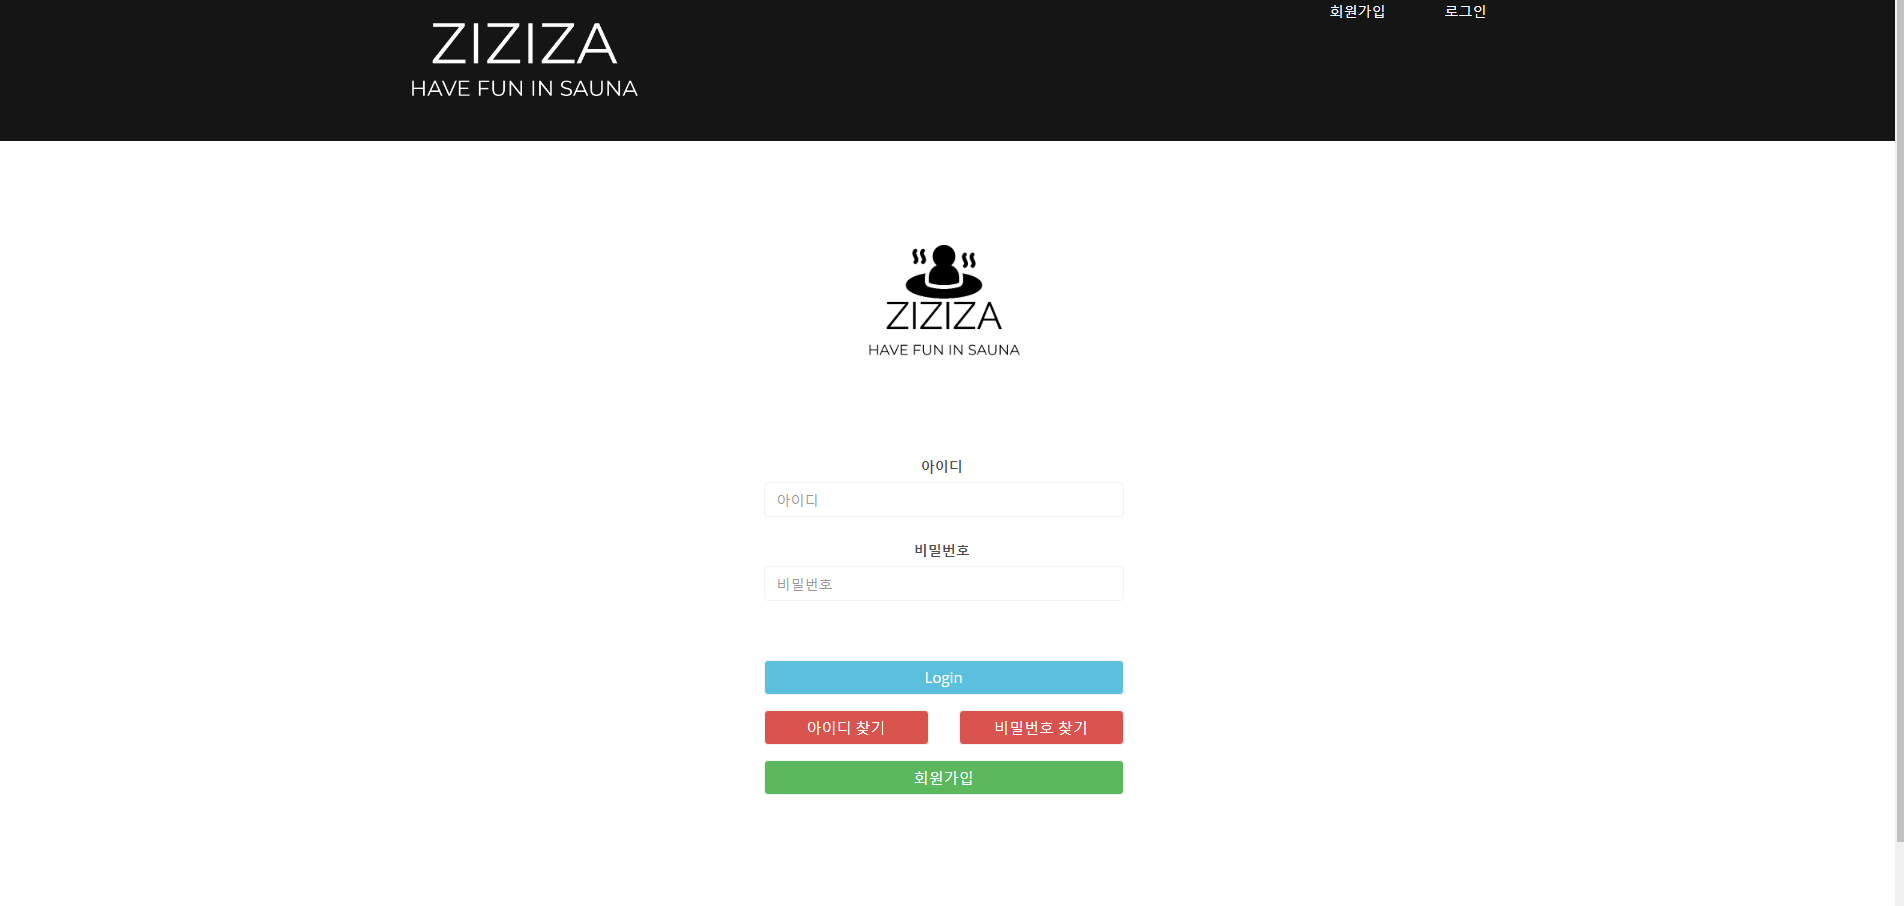 회원가입 로그인
ZIZIZA
HAVE FUN IN SAUNA
ZIZIZA
HAVE FUN IN SAUNA
아이디
아이디
비밀번호
비밀번호
Login
아이디 찾기 비밀번호 찾기
회원가입